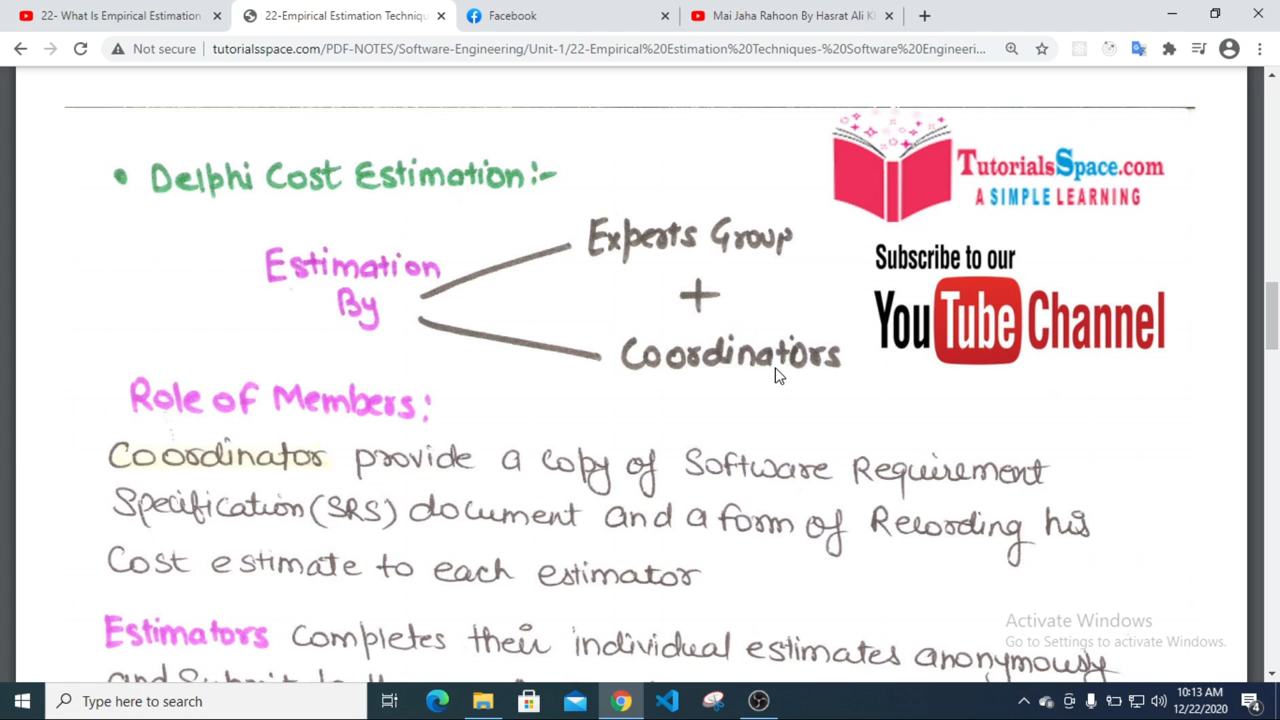 22- What Is Empirical Estimation
22-Empirical Estimation Techniqu
Facebook
Mai Jaha Rahoon By Hasrat Ali K
Not secure
tutorialsspace.com/PDF-NOTES/Software-Engineering/Unit-1/22-Empirical%20Estimation%20Techniques-%20Software%20Engineeri...
• Delphi Cost Estimation:-
TutorialsSpace.com
A SIMPLE LEARNING
Experts Group
Estimation
By
+
Coordinators
Subscribe to our
YouTube Channel
Role of Members:
Coordinator provide a copy of Software Requirement
Specification (SRS) document and a form of Recording his
Cost estimate to each estimator
Estimators completes their individual estimates anonymously
Activate Windows
Go to Settings to activate Windows.
Type here to search
10:13 AM
12/22/2020
4